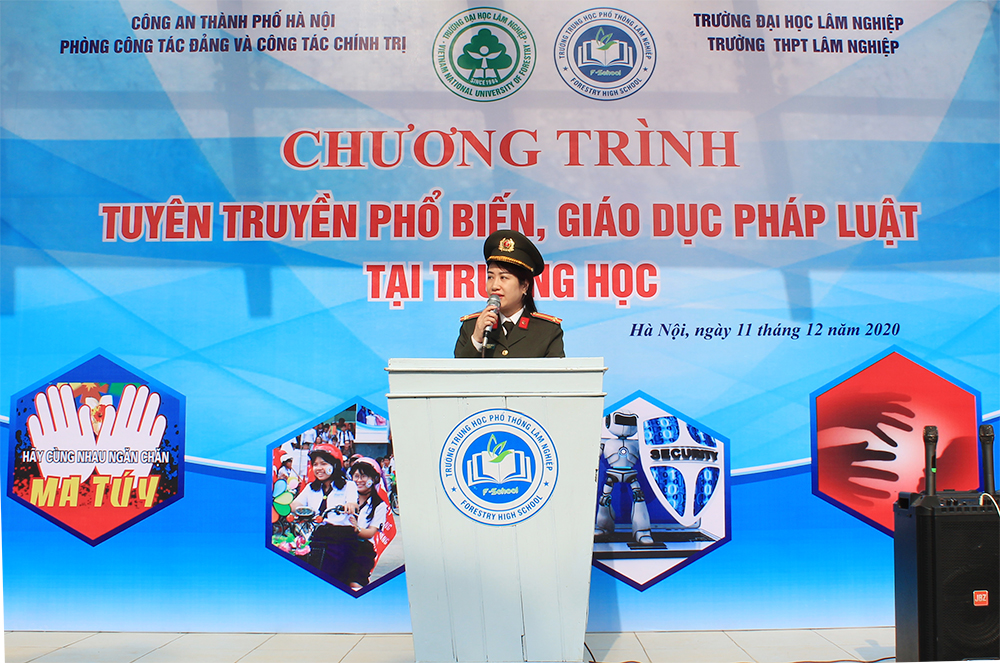 CÔNG AN THÀNH PHỐ HÀ NỘI
PHÒNG CÔNG TÁC ĐẢNG VÀ CÔNG TÁC CHÍNH TRỊ
TRƯỜNG ĐẠI HỌC LÂM NGHIỆP
VIETNAM NATIONAL UNIVERSITY OF FORESTRY
SINCE 1964
TRƯỜNG TRUNG HỌC PHỔ THÔNG LÂM NGHIỆP
F-School
FORESTRY HIGH SCHOOL
TRƯỜNG ĐẠI HỌC LÂM NGHIỆP
TRƯỜNG THPT LÂM NGHIỆP
CHƯƠNG TRÌNH
TUYÊN TRUYỀN PHỔ BIẾN, GIÁO DỤC PHÁP LUẬT
TẠI HỌC
Hà Nội, ngày 11 tháng 12 năm 2020
HÃY CÙNG NHAU NGĂN CHẶN
MA TÚY
SECURITY
TRƯỜNG TRUNG HỌC PHỔ THÔNG LÂM NGHIỆP
F-School
FORESTRY HIGH SCHOOL